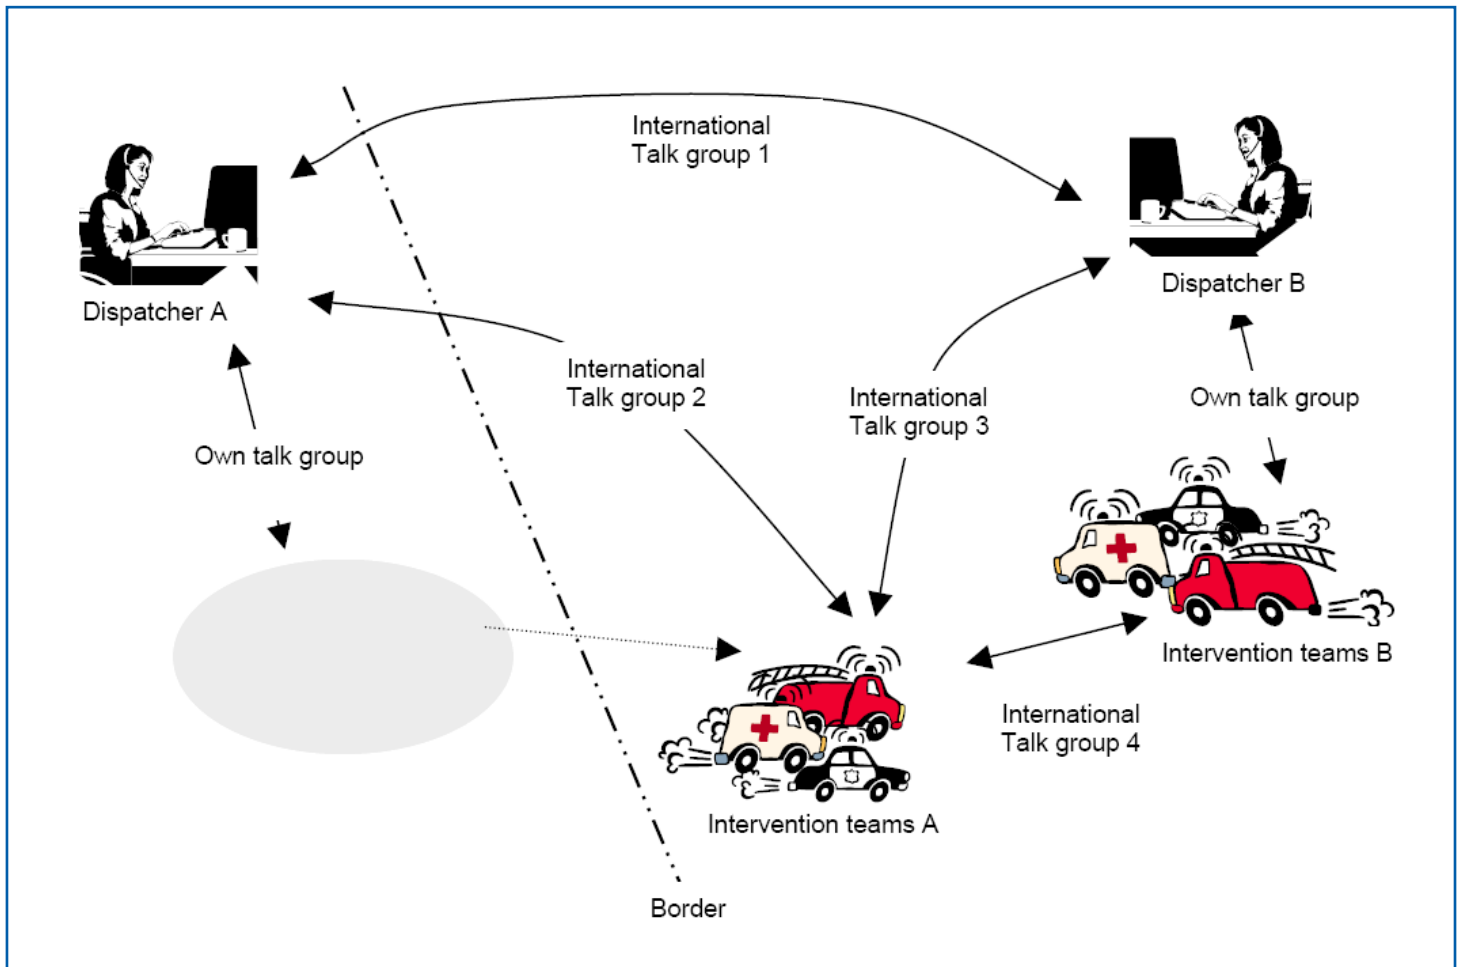 International
Talk group 1
Dispatcher A
Dispatcher B
International
Talk group 2
International
Talk group 3
Own talk group
Own talk group
Intervention teams B
International
Talk group 4
Intervention teams A
Border